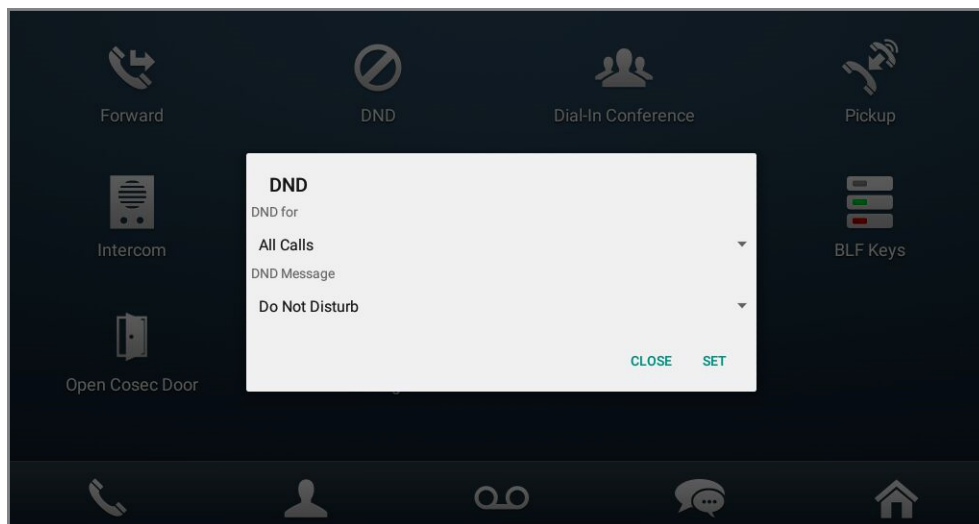 Forward
DND
Dial-In Conference
Pickup
DND
DND for
All Calls
DND Message
Do Not Disturb
CLOSE
SET
Intercom
BLF Keys
Open Cosec Door